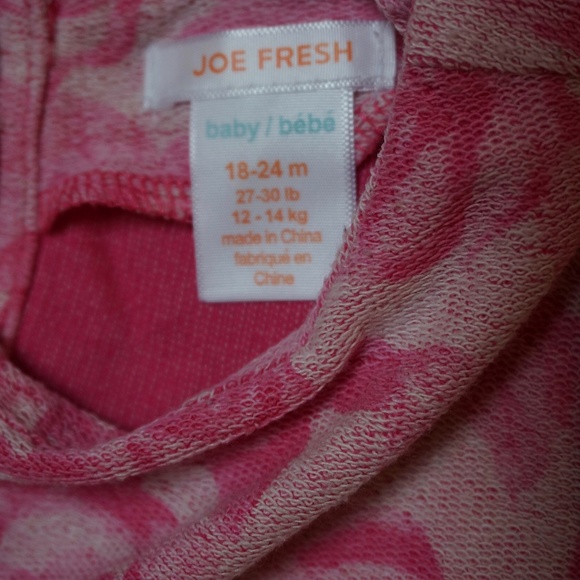 JOE FRESH
baby / bébé
18-24 m
27-30 lb
12 - 14 kg
made in China
fabriqué en
Chine